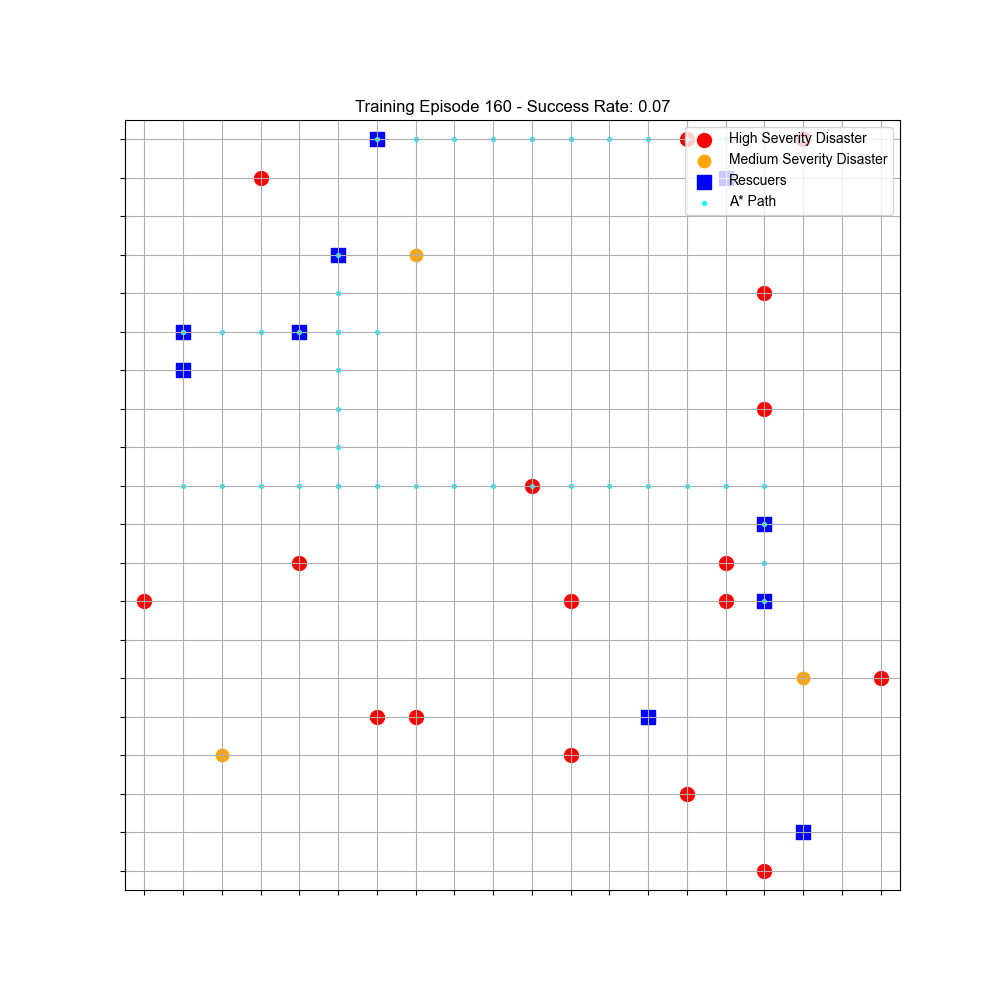 Training Episode 160 - Success Rate: 0.07
High Severity Disaster
Medium Severity Disaster
Rescuers
A* Path